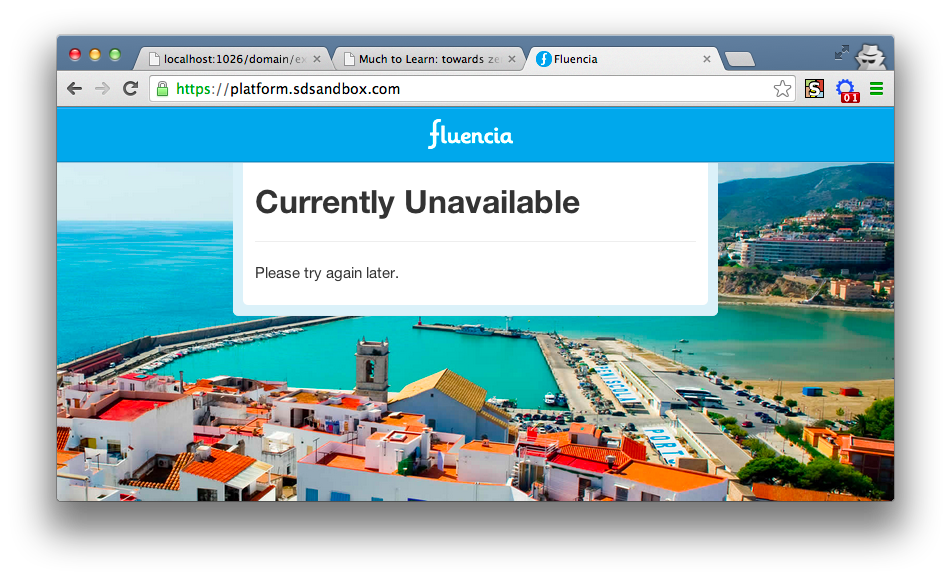 localhost:1026/domain/ex
Much to Learn: towards ze
Fluencia
https://platform.sdsandbox.com
S
01
fluencia
Currently Unavailable
Please try again later.